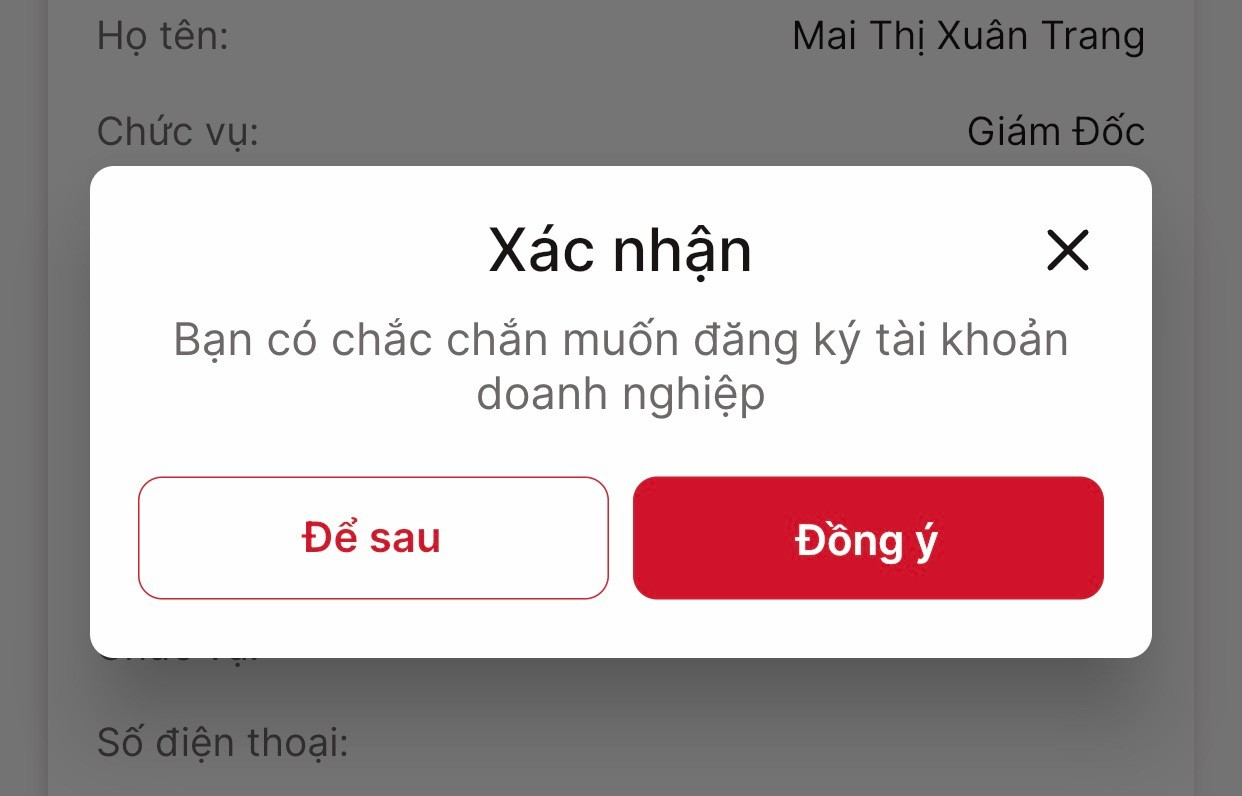 Họ tên: Mai Thị Xuân Trang
Chức vụ: Giám Đốc
Xác nhận
Bạn có chắc chắn muốn đăng ký tài khoản
doanh nghiệp
Để sau Đồng ý
Số điện thoại: